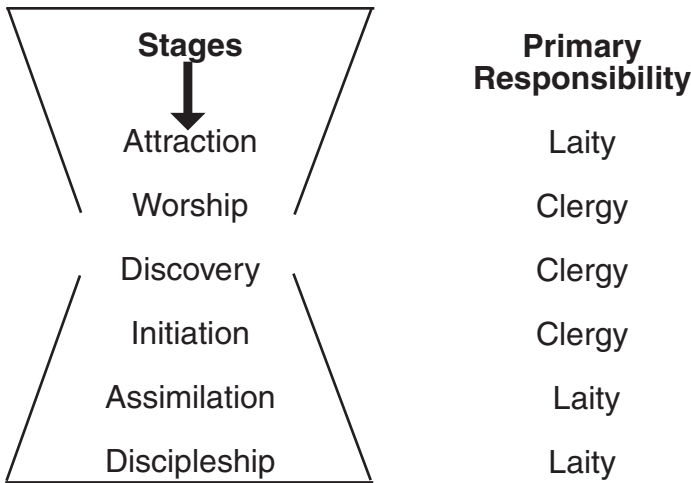 Stages
Primary
Responsibility
Attraction
Laity
Worship
Clergy
Discovery
Clergy
Initiation
Clergy
Assimilation
Laity
Discipleship
Laity